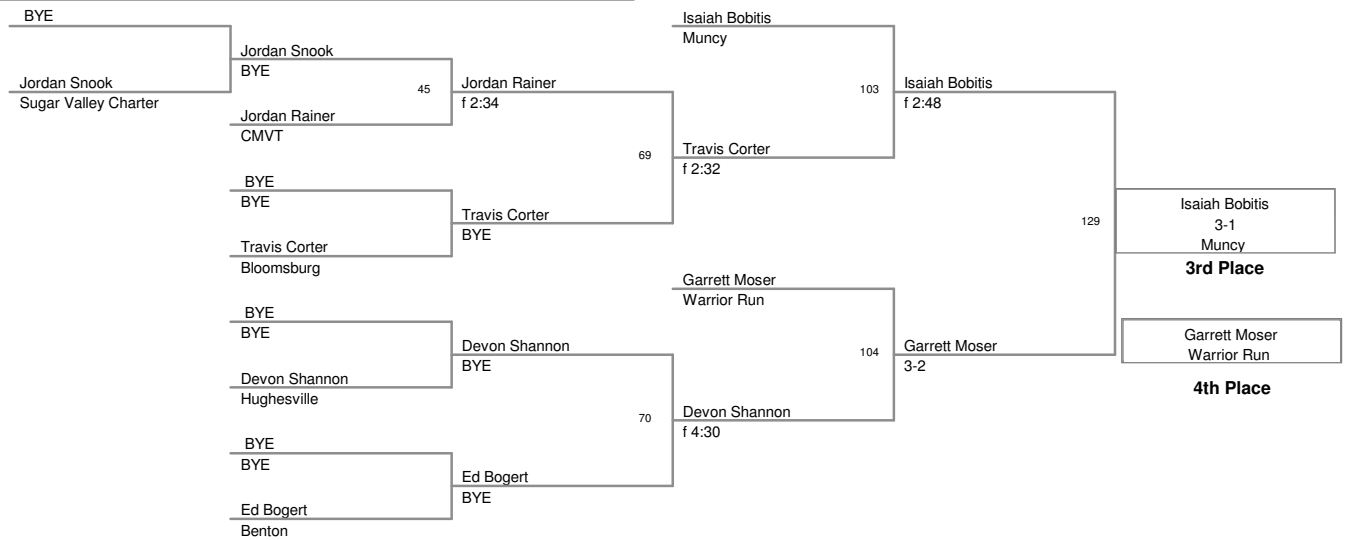 BYE
Jordan Snook
Sugar Valley Charter
Jordan Snook
BYE
45
Jordan Rainer
CMVT
Jordan Rainer
f 2:34
BYE
BYE
Travis Corter
Bloomsburg
Travis Corter
BYE
69
Isaiah Bobitis
Muncy
Travis Corter
f 2:32
103
Isaiah Bobitis
f 2:48
BYE
BYE
Devon Shannon
Hughesville
Devon Shannon
BYE
BYE
BYE
Ed Bogert
Benton
Ed Bogert
BYE
70
Garrett Moser
Warrior Run
Devon Shannon
f 4:30
104
Garrett Moser
3-2
129
Isaiah Bobitis
3-1
Muncy
3rd Place
Garrett Moser
Warrior Run
4th Place